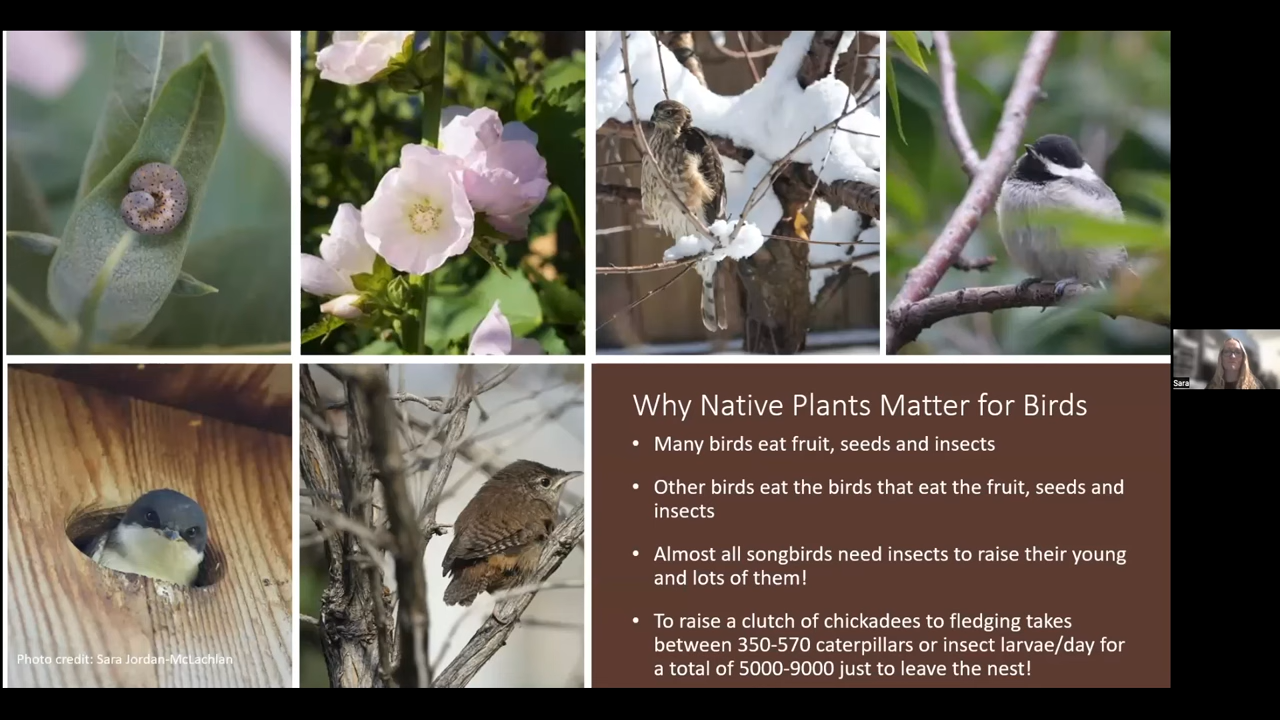 Sara
Why Native Plants Matter for Birds
• Many birds eat fruit, seeds and insects
• Other birds eat the birds that eat the fruit, seeds and
insects
• Almost all songbirds need insects to raise their young
and lots of them!
• To raise a clutch of chickadees to fledging takes
between 350-570 caterpillars or insect larvae/day for
a total of 5000-9000 just to leave the nest!
Photo credit: Sara Jordan-McLachlan